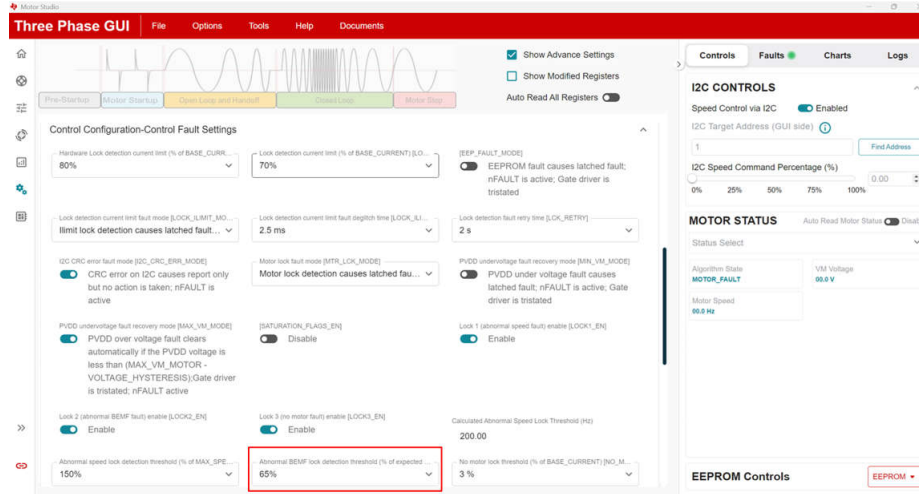 Motor Studio
Three Phase GUI File Options Tools Help Documents
Show Advance Settings
Show Modified Registers
Auto Read All Registers
Pre-Startup Motor Startup Open Loop and Handoff Closed Loop Motor Stop
Control Configuration-Control Fault Settings
Hardware Lock detection current limit (% of BASE_CURR...
80%
Lock detection current limit (% of BASE_CURRENT) [LO...
70%
[EEP_FAULT_MODE]
EEPROM fault causes latched fault;
nFAULT is active; Gate driver is
tristated
Lock detection current limit fault mode [LOCK_ILIMIT_MO...
Ilimit lock detection causes latched fault...
Lock detection current limit fault deglitch time [LOCK_ILI...
2.5 ms
Lock detection fault retry time [LCK_RETRY]
2 s
I2C CRC error fault mode [I2C_CRC_ERR_MODE]
CRC error on I2C causes report only
but no action is taken; nFAULT is
active
Motor lock fault mode [MTR_LCK_MODE]
Motor lock detection causes latched fau...
PVDD undervoltage fault recovery mode [MIN_VM_MODE]
PVDD under voltage fault causes
latched fault; nFAULT is active; Gate
driver is tristated
PVDD undervoltage fault recovery mode [MAX_VM_MODE]
PVDD over voltage fault clears
automatically if the PVDD voltage is
less than (MAX_VM_MOTOR -
VOLTAGE_HYSTERESIS);Gate driver
is tristated; nFAULT active
[SATURATION_FLAGS_EN]
Disable
Lock 1 (abnormal speed fault) enable [LOCK1_EN]
Enable
Lock 2 (abnormal BEMF fault) enable [LOCK2_EN]
Enable
Lock 3 (no motor fault) enable [LOCK3_EN]
Enable
Calculated Abnormal Speed Lock Threshold (Hz)
200.00
Abnormal speed lock detection threshold (% of MAX_SPE...
150%
Abnormal BEMF lock detection threshold (% of expected ...
65%
No motor lock threshold (% of BASE_CURRENT) [NO_M...
3 %
Controls Faults Charts Logs
I2C CONTROLS
Speed Control via I2C Enabled
I2C Target Address (GUI side)
1
Find Address
I2C Speed Command Percentage (%)
0.00
0% 25% 50% 75% 100%
MOTOR STATUS Auto Read Motor Status Disab
Status Select
Algorithm State
MOTOR_FAULT
VM Voltage
00.0 V
Motor Speed
00.0 Hz
EEPROM Controls EEPROM